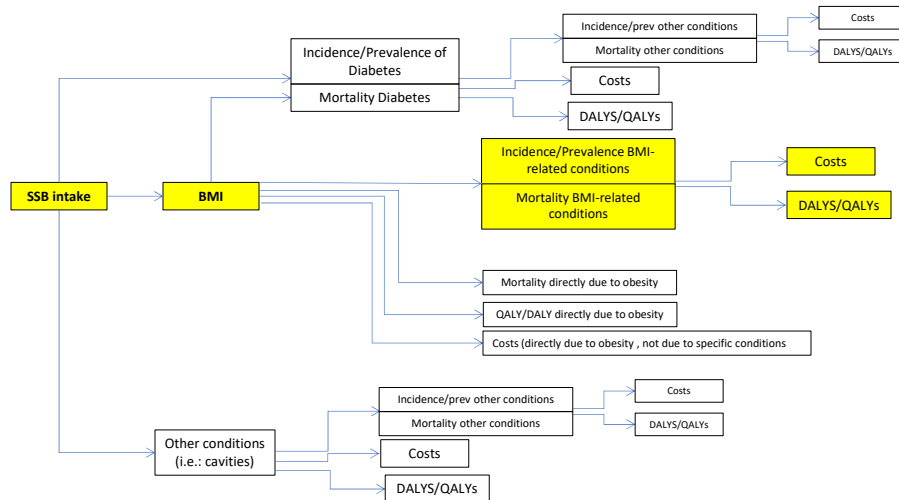 Incidence/prev other conditions
Mortality other conditions
Costs
DALYS/QALYs
Incidence/Prevalence of
Diabetes
Mortality Diabetes
Costs
DALYS/QALYs
Incidence/Prevalence BMI-
related conditions
Mortality BMI-related
conditions
Costs
DALYS/QALYs
SSB intake
BMI
Mortality directly due to obesity
QALY/DALY directly due to obesity
Costs (directly due to obesity , not due to specific conditions
Incidence/prev other conditions
Mortality other conditions
Costs
DALYS/QALYs
Other conditions
(i.e.: cavities)
Costs
DALYS/QALYs